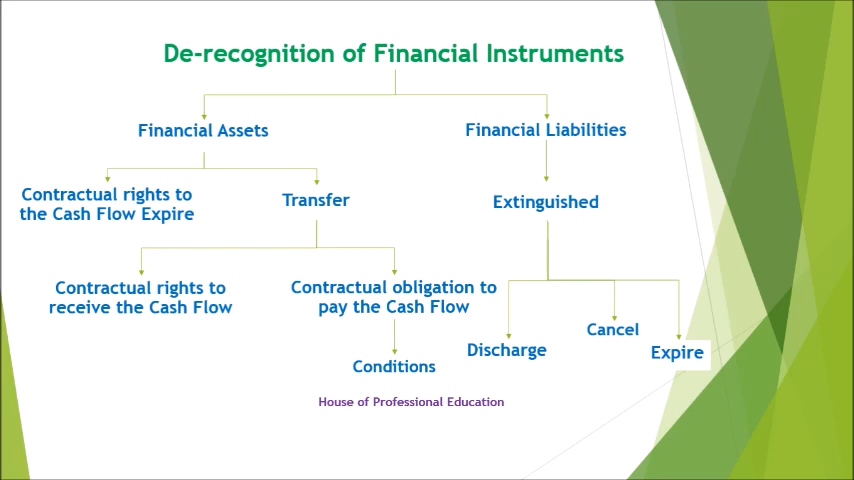 De-recognition of Financial Instruments
Financial Assets
Financial Liabilities
Contractual rights to
the Cash Flow Expire
Transfer
Extinguished
Contractual rights to
receive the Cash Flow
Contractual obligation to
pay the Cash Flow
Conditions
Discharge
Cancel
Expire
House of Professional Education